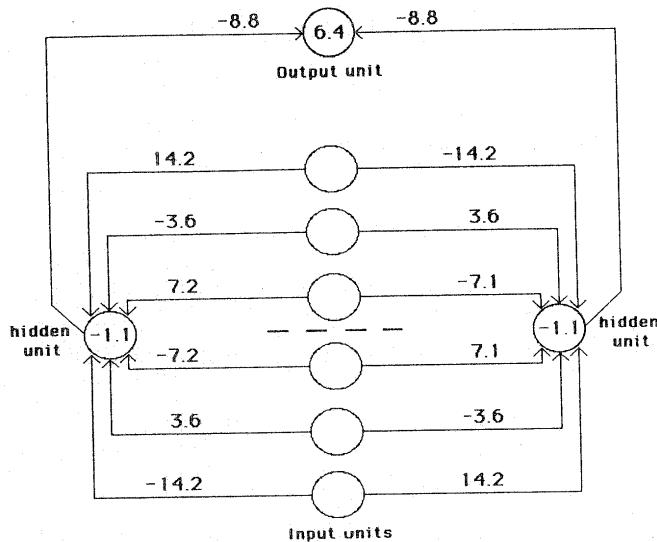 -8.8 6.4 -8.8
Output unit
14.2 -14.2
-3.6 3.6
7.2 -7.1
hidden
unit
-1.1
-1.1
hidden
unit
-7.2 7.1
3.6 -3.6
-14.2 14.2
Input units